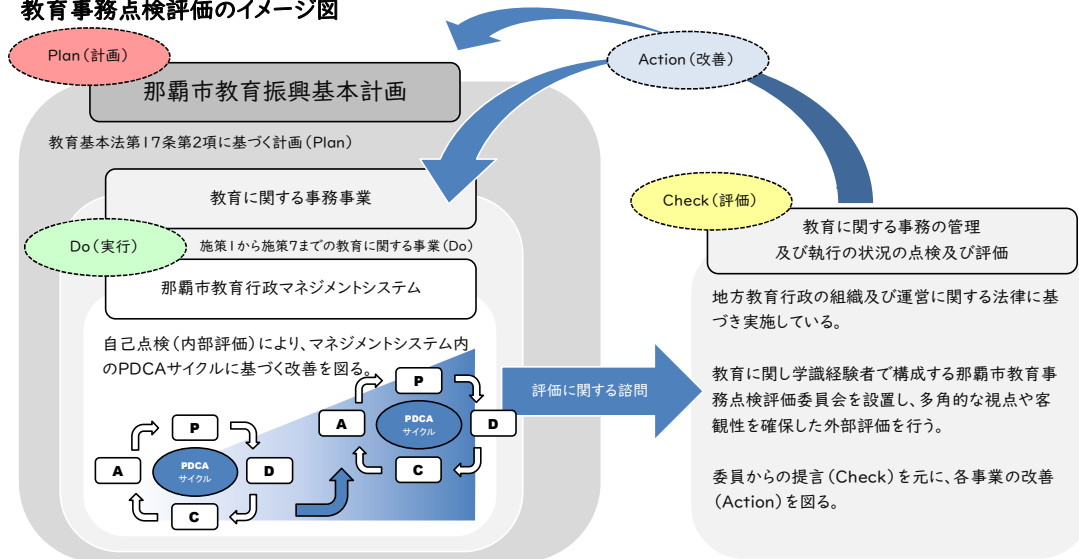 教育事務点検評価のイメージ図
Plan(計画)
那覇市教育振興基本計画
教育基本法第17条第2項に基づく計画(Plan)
教育に関する事務事業
Do(実行)
施策1から施策7までの教育に関する事業(Do)
那覇市教育行政マネジメントシステム
自己点検(内部評価)により、マネジメントシステム内
のPDCAサイクルに基づく改善を図る。
P
A
PDCA
サイクル
D
C
P
A
PDCA
サイクル
D
C
評価に関する諮問
Action(改善)
Check(評価)
教育に関する事務の管理
及び執行の状況の点検及び評価
地方教育行政の組織及び運営に関する法律に基
づき実施している。
教育に関し学識経験者で構成する那覇市教育事
務点検評価委員会を設置し、多角的な視点や客
観性を確保した外部評価を行う。
委員からの提言(Check)を元に、各事業の改善
(Action)を図る。